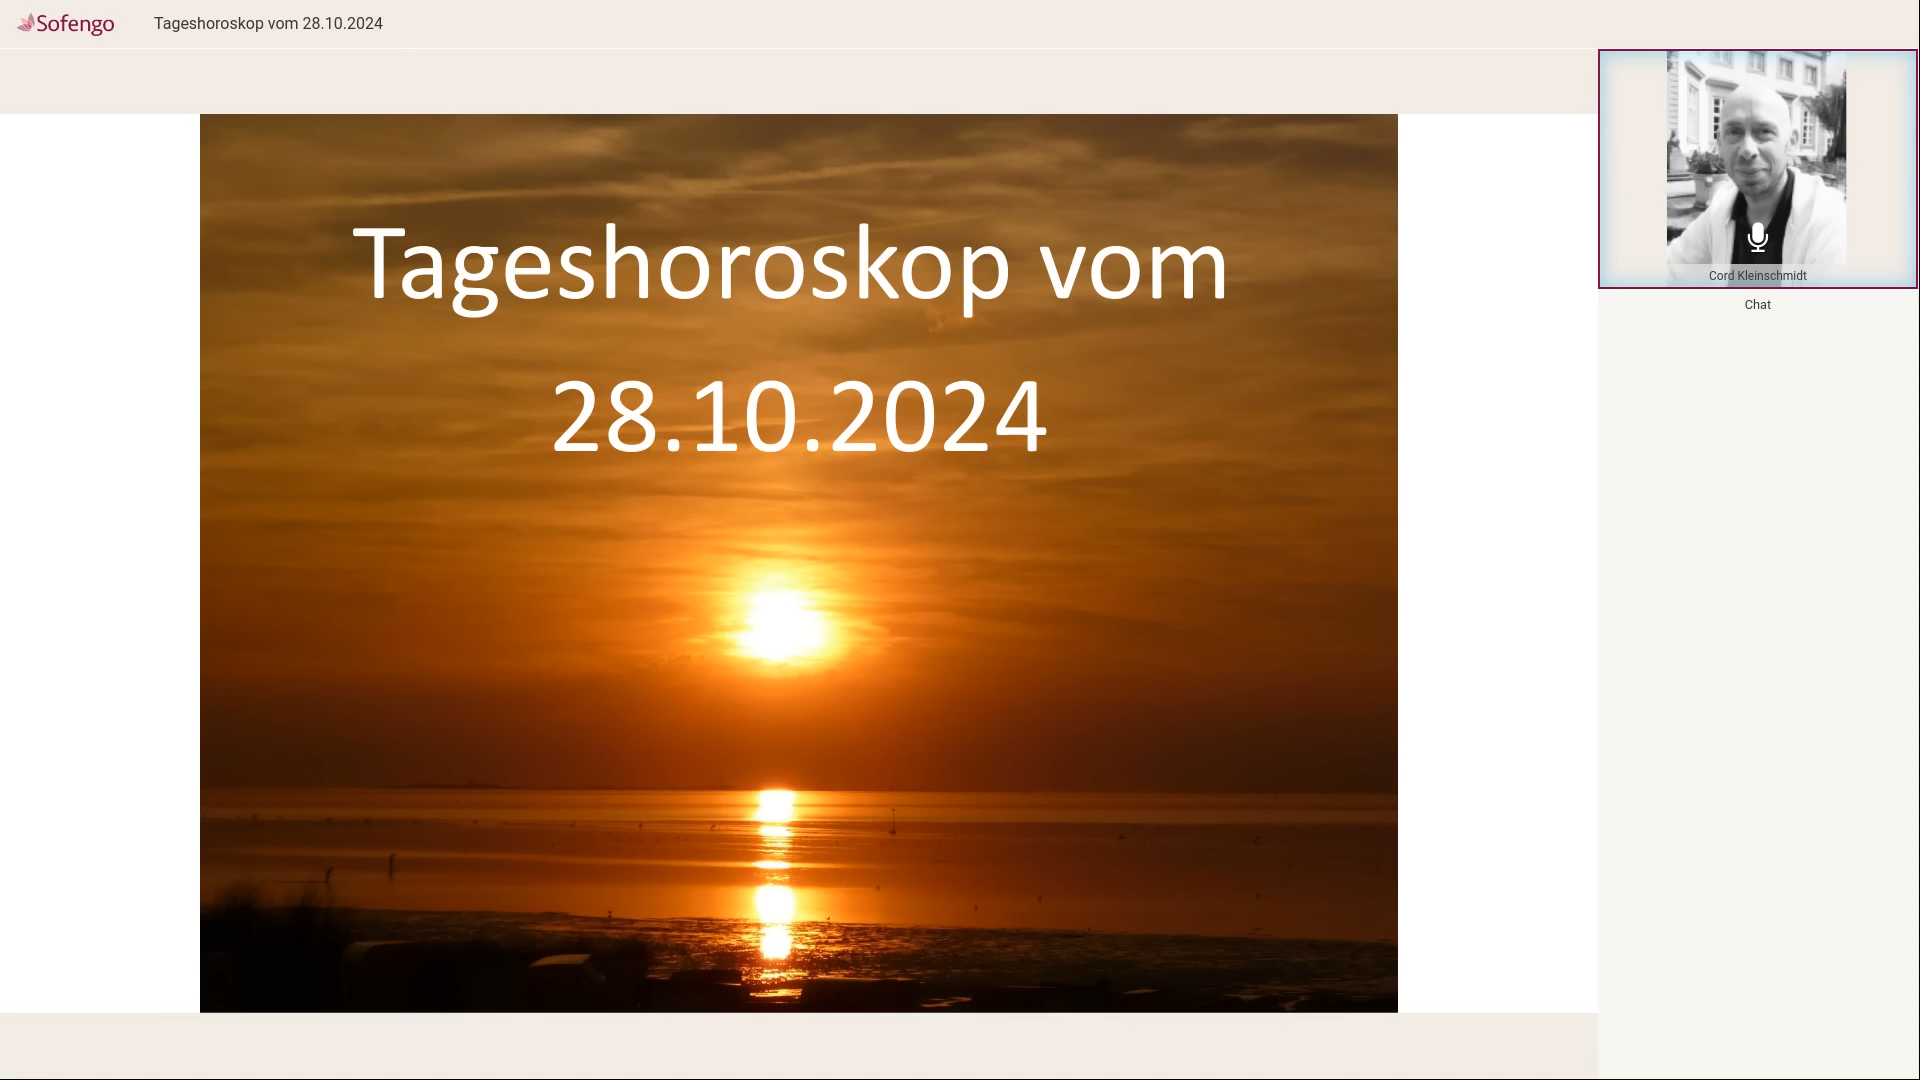 Sofengo
Tageshoroskop vom 28.10.2024
Tageshoroskop vom
28.10.2024
Cord Kleinschmidt
Chat